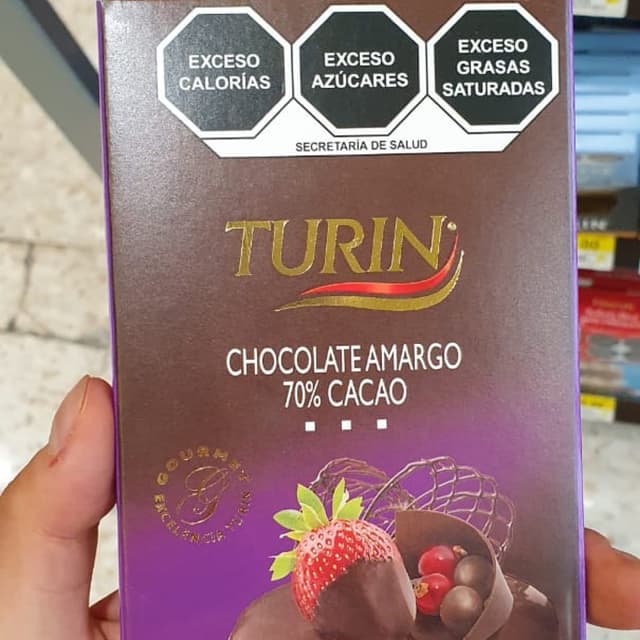 EXCESO
CALORÍAS
EXCESO
AZÚCARES
EXCESO
GRASAS
SATURADAS
SECRETARÍA DE SALUD
TURIN
CHOCOLATE AMARGO
70% CACAO
GOURMET
G
EXCELENCIA TURIN